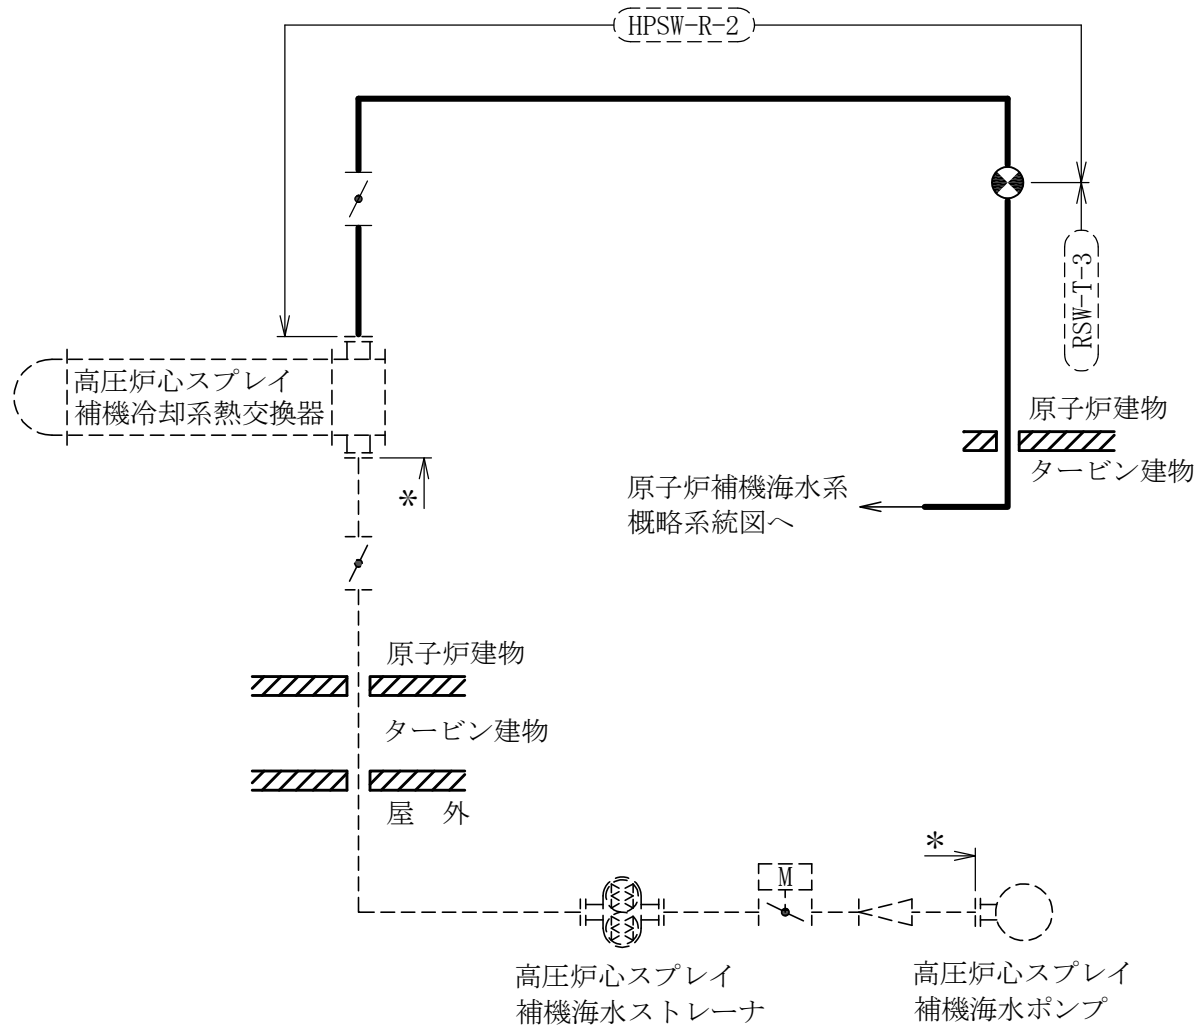 HPSW-R-2
RSW-T-3
高圧炉心スプレイ
補機冷却系熱交換器
原子炉建物
タービン建物
*
原子炉補機海水系
概略系統図へ
原子炉建物
タービン建物
屋　外
*
M
高圧炉心スプレイ
補機海水ストレーナ
高圧炉心スプレイ
補機海水ポンプ